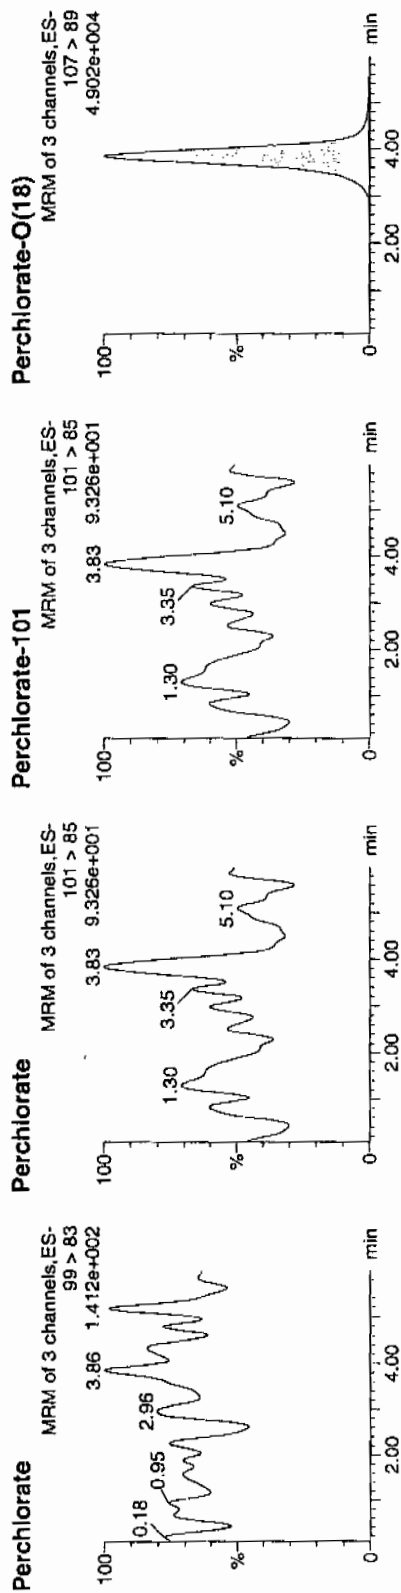 Perchlorate
MRM of 3 channels,ES-
99 > 83
1.412e+002
100
%
0
0.18
0.95
2.96
3.86
2.00
4.00
min
Perchlorate
MRM of 3 channels,ES-
101 > 85
9.326e+001
100
%
0
1.30
3.35
3.83
5.10
2.00
4.00
min
Perchlorate-101
MRM of 3 channels,ES-
101 > 85
9.326e+001
100
%
0
1.30
3.35
3.83
5.10
2.00
4.00
min
Perchlorate-O(18)
MRM of 3 channels,ES-
107 > 89
4.902e+004
100
%
0
2.00
4.00
min